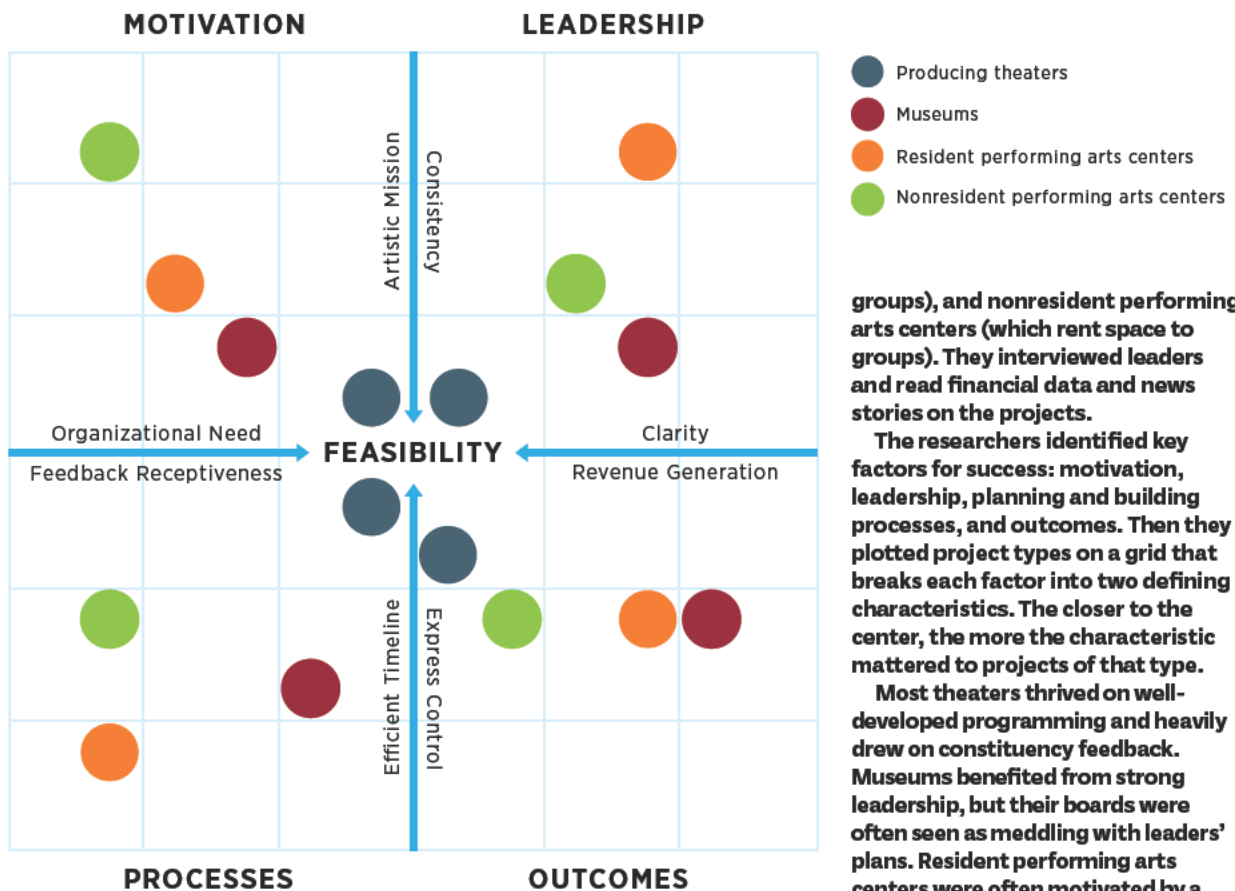 MOTIVATION
LEADERSHIP
Artistic Mission
Consistency
Organizational Need
Feedback Receptiveness
FEASIBILITY
Clarity
Revenue Generation
Efficient Timeline
Express Control
PROCESSES
OUTCOMES
Producing theaters
Museums
Resident performing arts centers
Nonresident performing arts centers
groups), and nonresident performing
arts centers (which rent space to
groups). They interviewed leaders
and read financial data and news
stories on the projects.
The researchers identified key
factors for success: motivation,
leadership, planning and building
processes, and outcomes. Then they
plotted project types on a grid that
breaks each factor into two defining
characteristics. The closer to the
center, the more the characteristic
mattered to projects of that type.
Most theaters thrived on well-
developed programming and heavily
drew on constituency feedback.
Museums benefited from strong
leadership, but their boards were
often seen as meddling with leaders’
plans. Resident performing arts
centers were often motivated by a